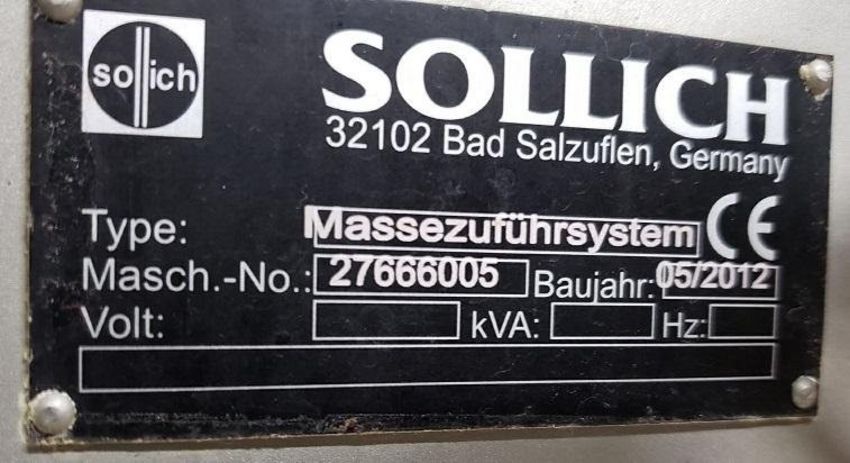 sollich
SOLLICH
32102 Bad Salzuflen, Germany
Type: Massezuführsystem CE
Masch.-No.: 27666005 Baujahr: 05/2012
Volt: kVA: Hz: